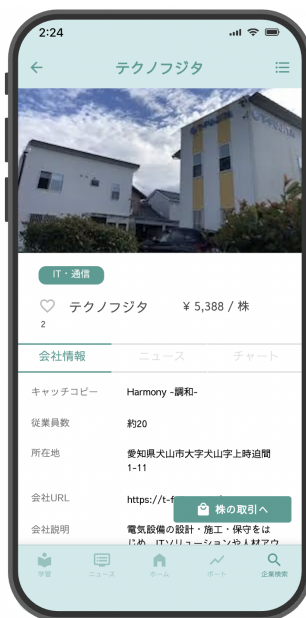 2:24
テクノフジタ
IT・通信
テクノフジタ
¥ 5,388 / 株
2
会社情報
ニュース
チャート
キャッチコピー
Harmony -調和-
従業員数
約20
所在地
愛知県犬山市大字犬山字上時迫間
1-11
会社URL
https://t-f
株の取引へ
会社説明
電気設備の設計・施工・保守をは
じめ、ITソリューションや人材アウ
学習
ニュース
ホーム
ポート
企業検索